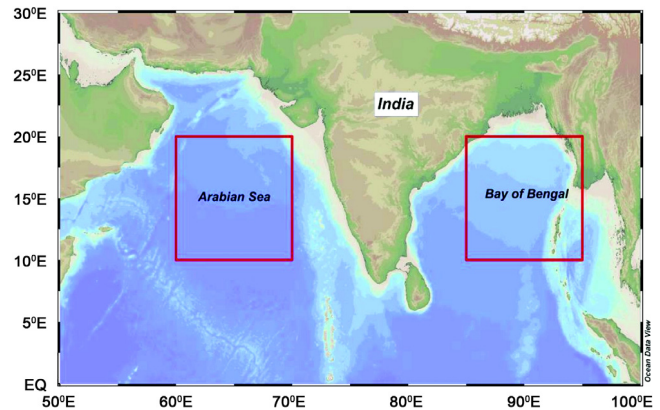 30⁰E
25⁰E
India
20⁰E
Arabian Sea
Bay of Bengal
15⁰E
10⁰E
5⁰E
EQ
50⁰E
60⁰E
70⁰E
80⁰E
90⁰E
100⁰E
Ocean Data View